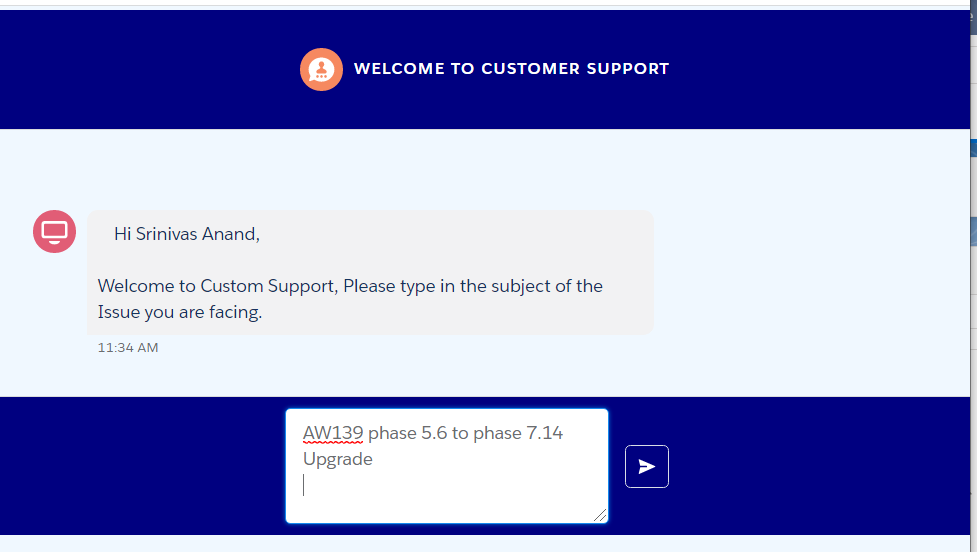 WELCOME TO CUSTOMER SUPPORT
Hi Srinivas Anand,
Welcome to Custom Support, Please type in the subject of the
Issue you are facing.
11:34 AM
AW139 phase 5.6 to phase 7.14
Upgrade